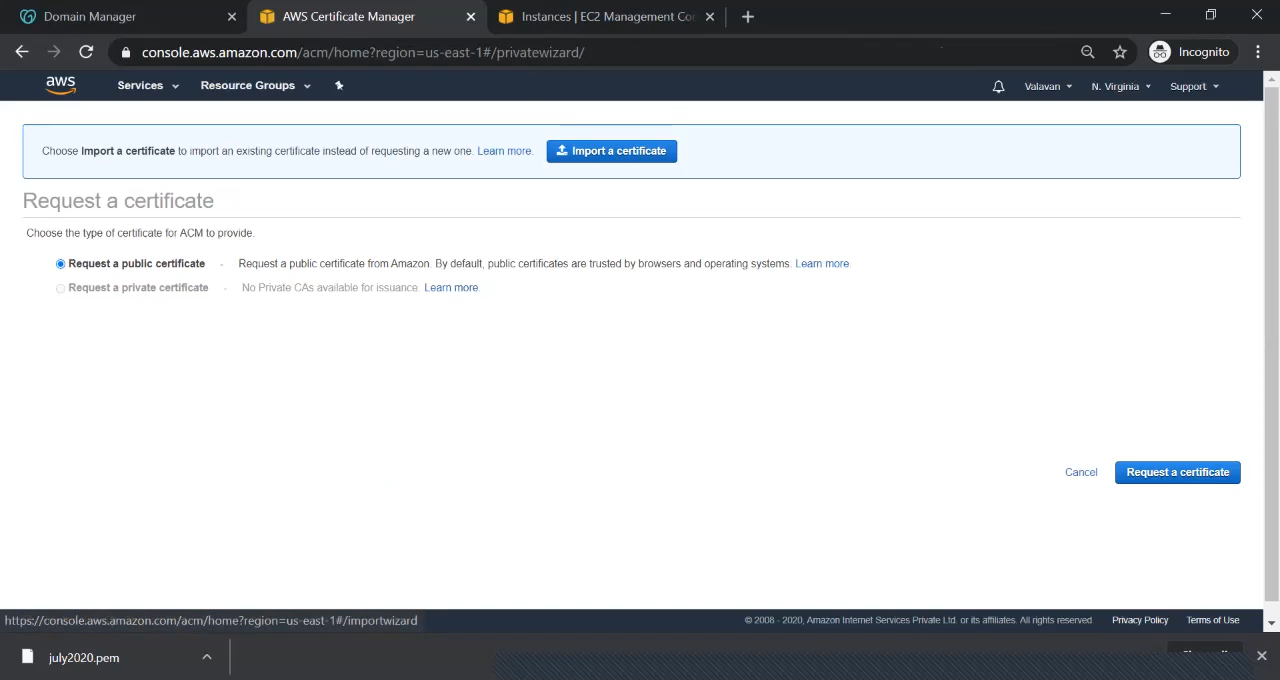 Domain Manager
AWS Certificate Manager
Instances | EC2 Management Co
console.aws.amazon.com/acm/home?region=us-east-1#/privatewizard/
Incognito
aws
Services
Resource Groups
Valavan
N. Virginia
Support
Choose Import a certificate to import an existing certificate instead of requesting a new one. Learn more.
Import a certificate
Request a certificate
Choose the type of certificate for ACM to provide.
Request a public certificate - Request a public certificate from Amazon. By default, public certificates are trusted by browsers and operating systems. Learn more.
Request a private certificate - No Private CAs available for issuance. Learn more.
Cancel
Request a certificate
https://console.aws.amazon.com/acm/home?region=us-east-1#/importwizard
© 2008 - 2020, Amazon Internet Services Private Ltd. or its affiliates. All rights reserved.
Privacy Policy
Terms of Use
july2020.pem